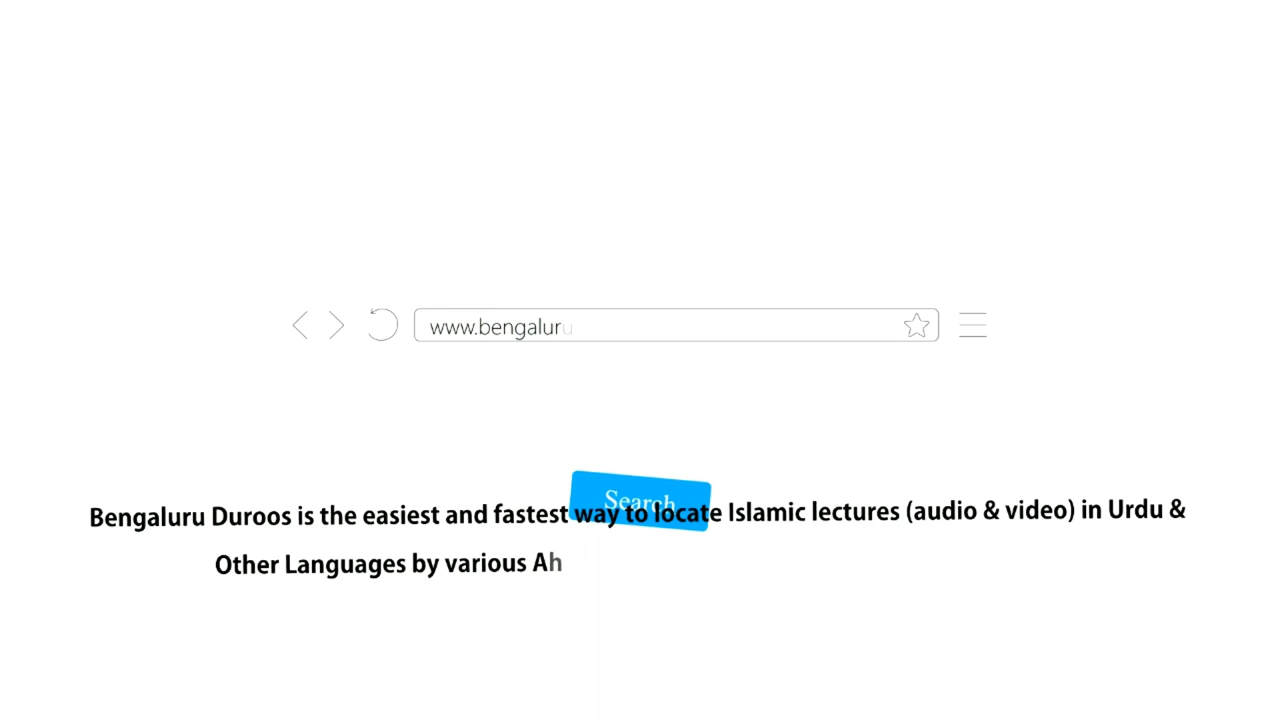 www.bengaluru
Search
Bengaluru Duroos is the easiest and fastest way to locate Islamic lectures (audio & video) in Urdu &
Other Languages by various Ah